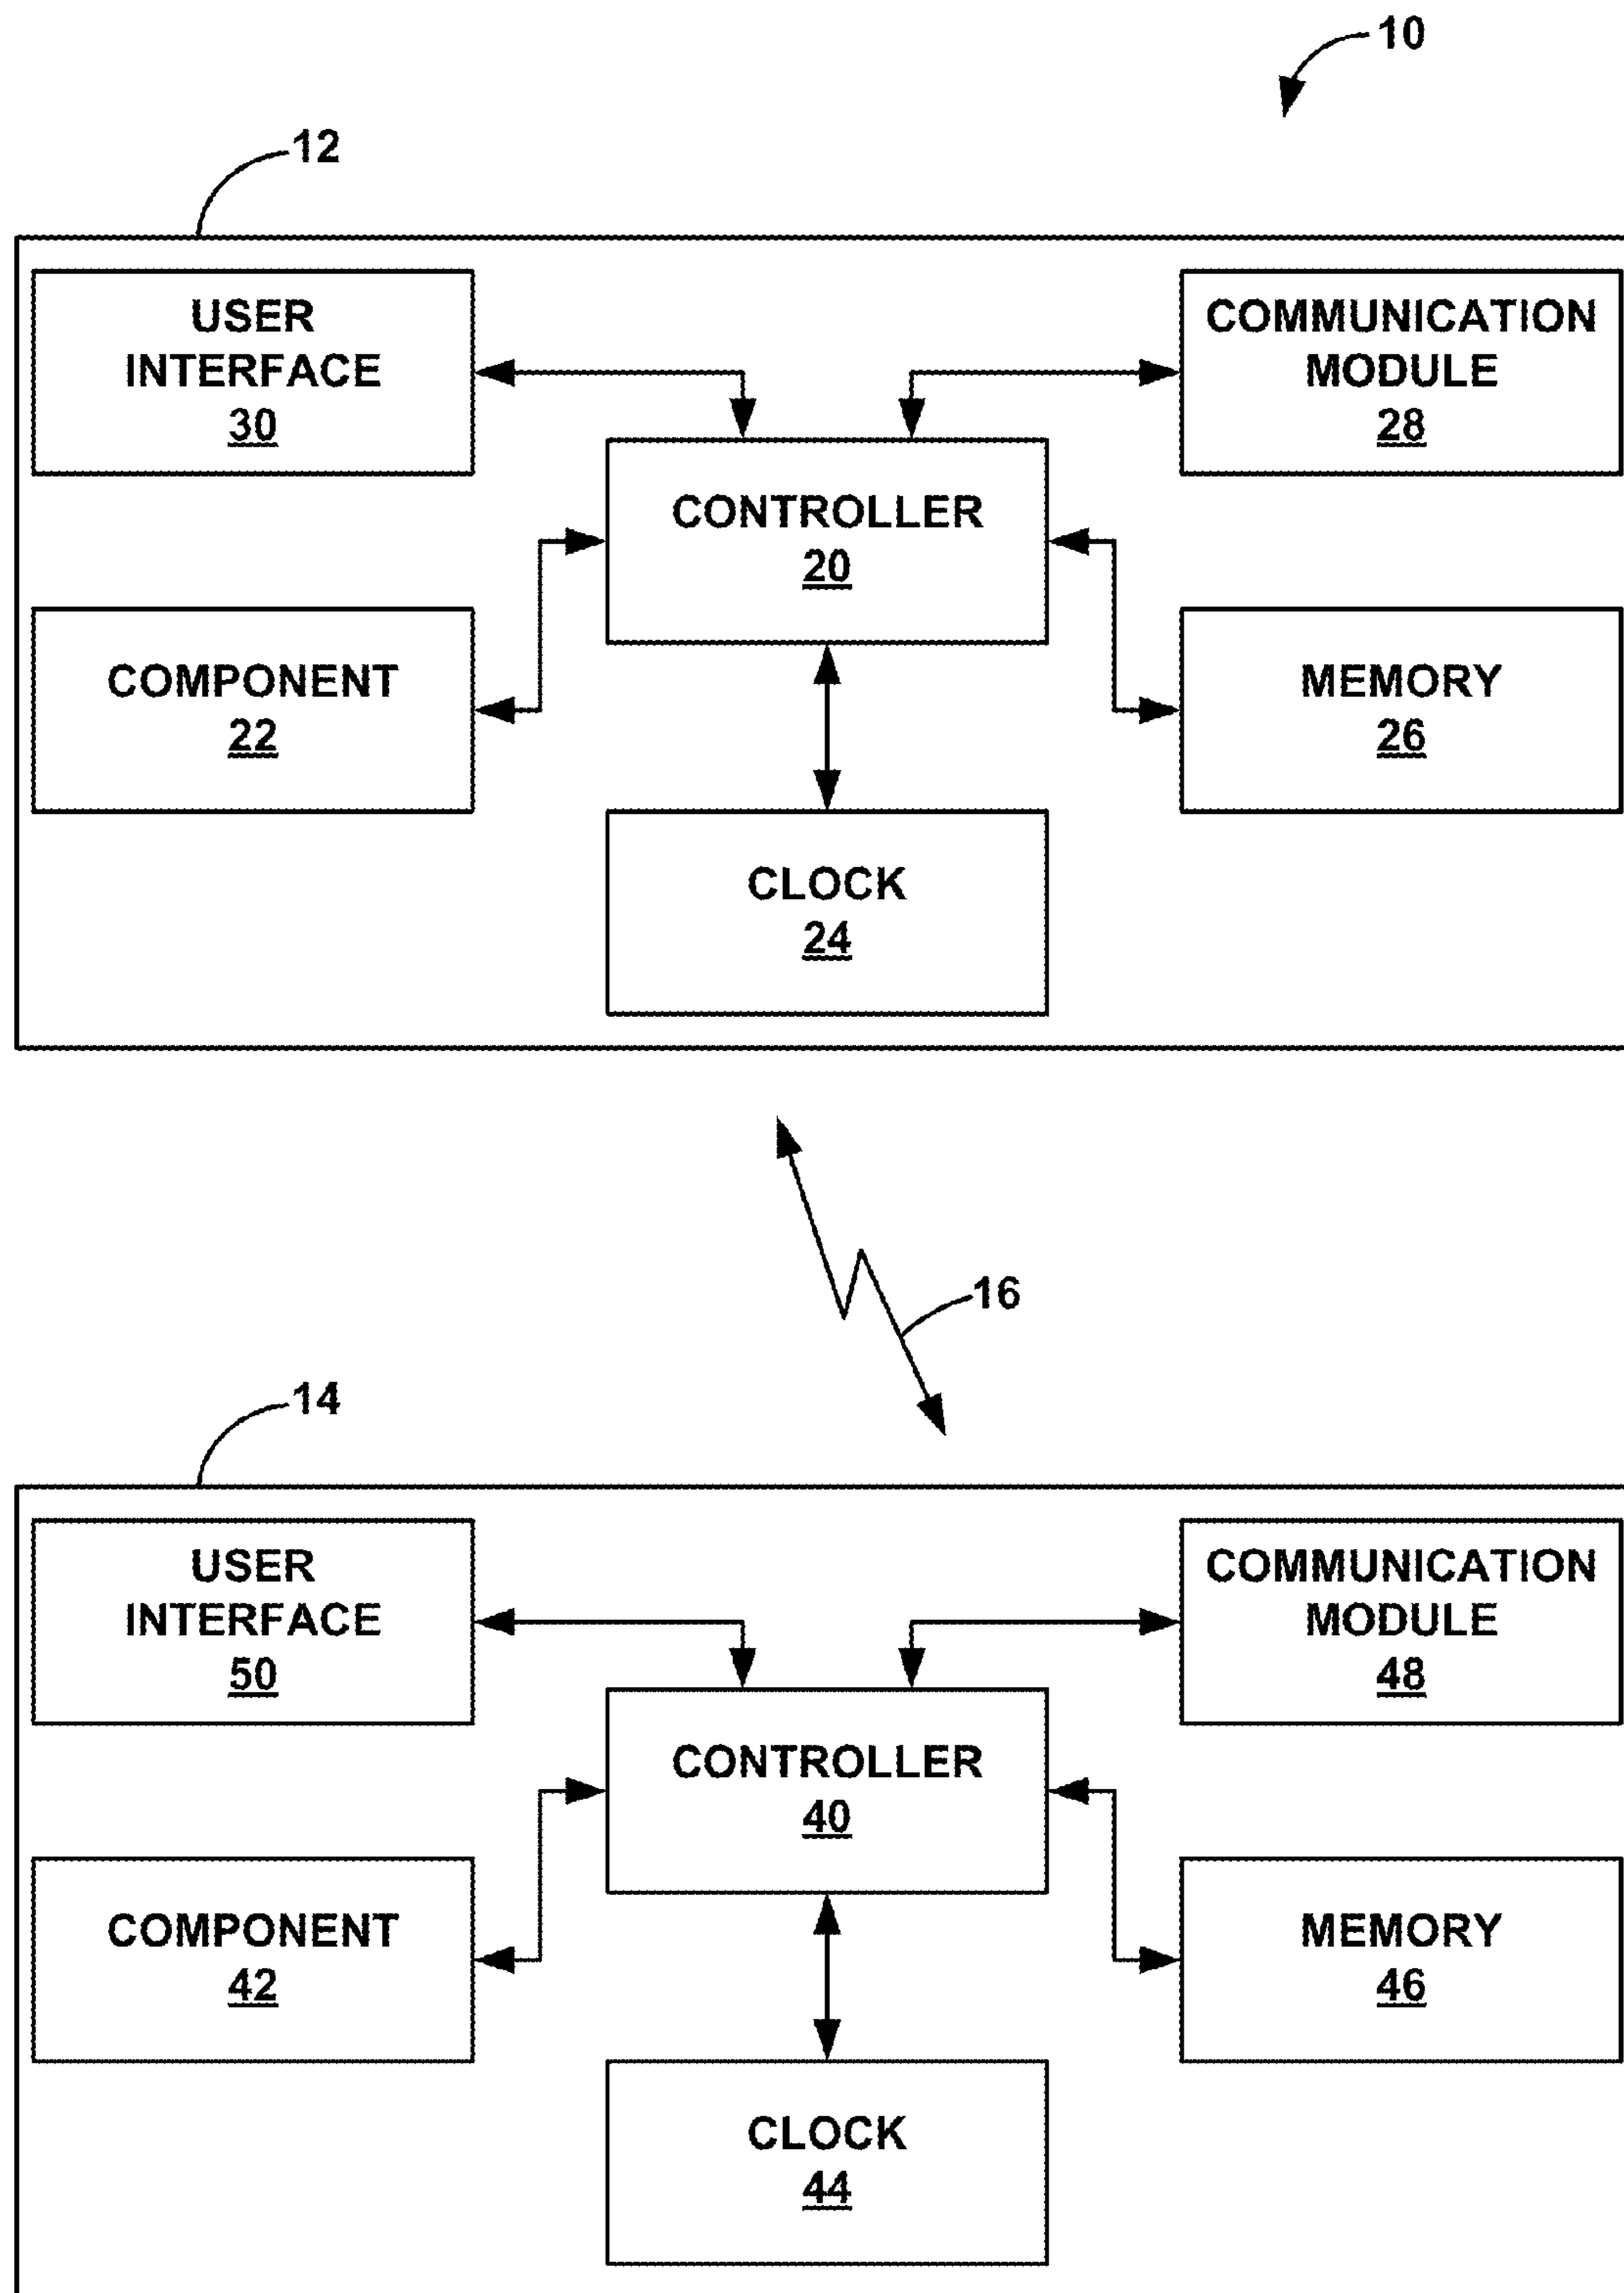 10
12
USER
INTERFACE
30
COMMUNICATION
MODULE
28
CONTROLLER
20
COMPONENT
22
MEMORY
26
CLOCK
24
16
14
USER
INTERFACE
50
COMMUNICATION
MODULE
48
CONTROLLER
40
COMPONENT
42
MEMORY
46
CLOCK
44